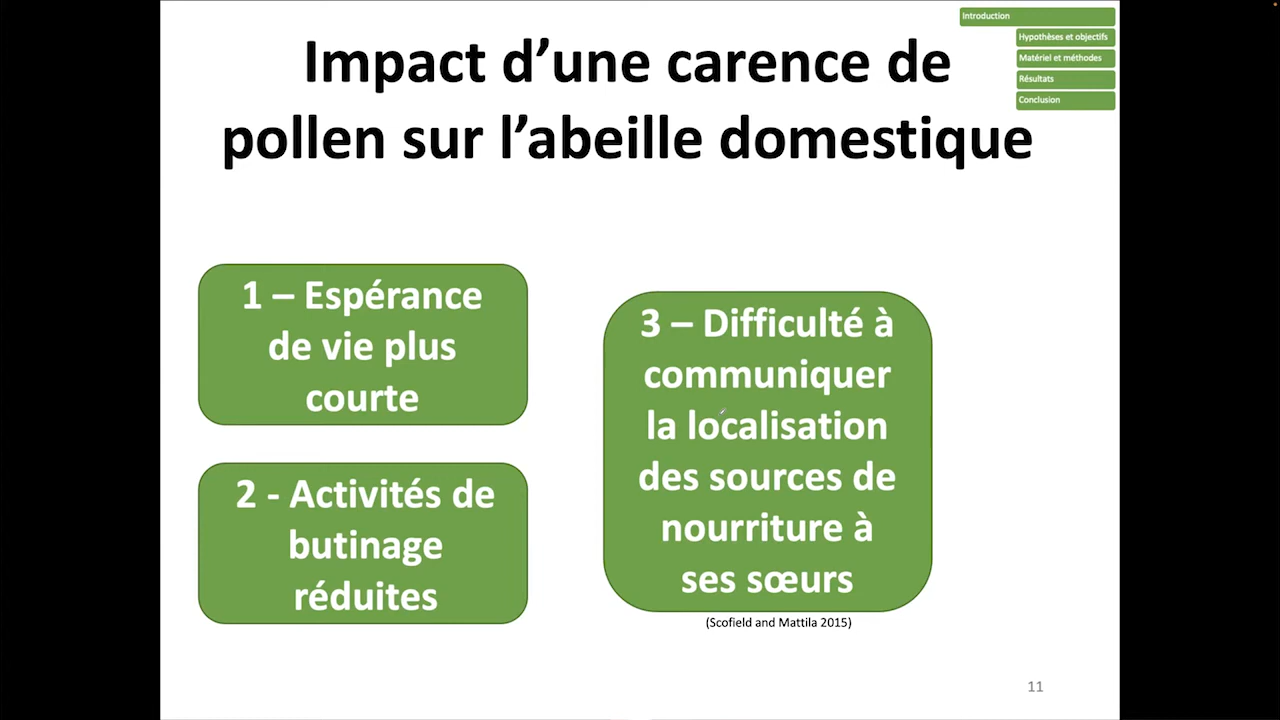 Introduction
Hypothèses et objectifs
Matériel et méthodes
Résultats
Conclusion
Impact d’une carence de
pollen sur l’abeille domestique
1 – Espérance
de vie plus
courte
2 - Activités de
butinage
réduites
3 – Difficulté à
communiquer
la localisation
des sources de
nourriture à
ses sœurs
(Scofield and Mattila 2015)
11